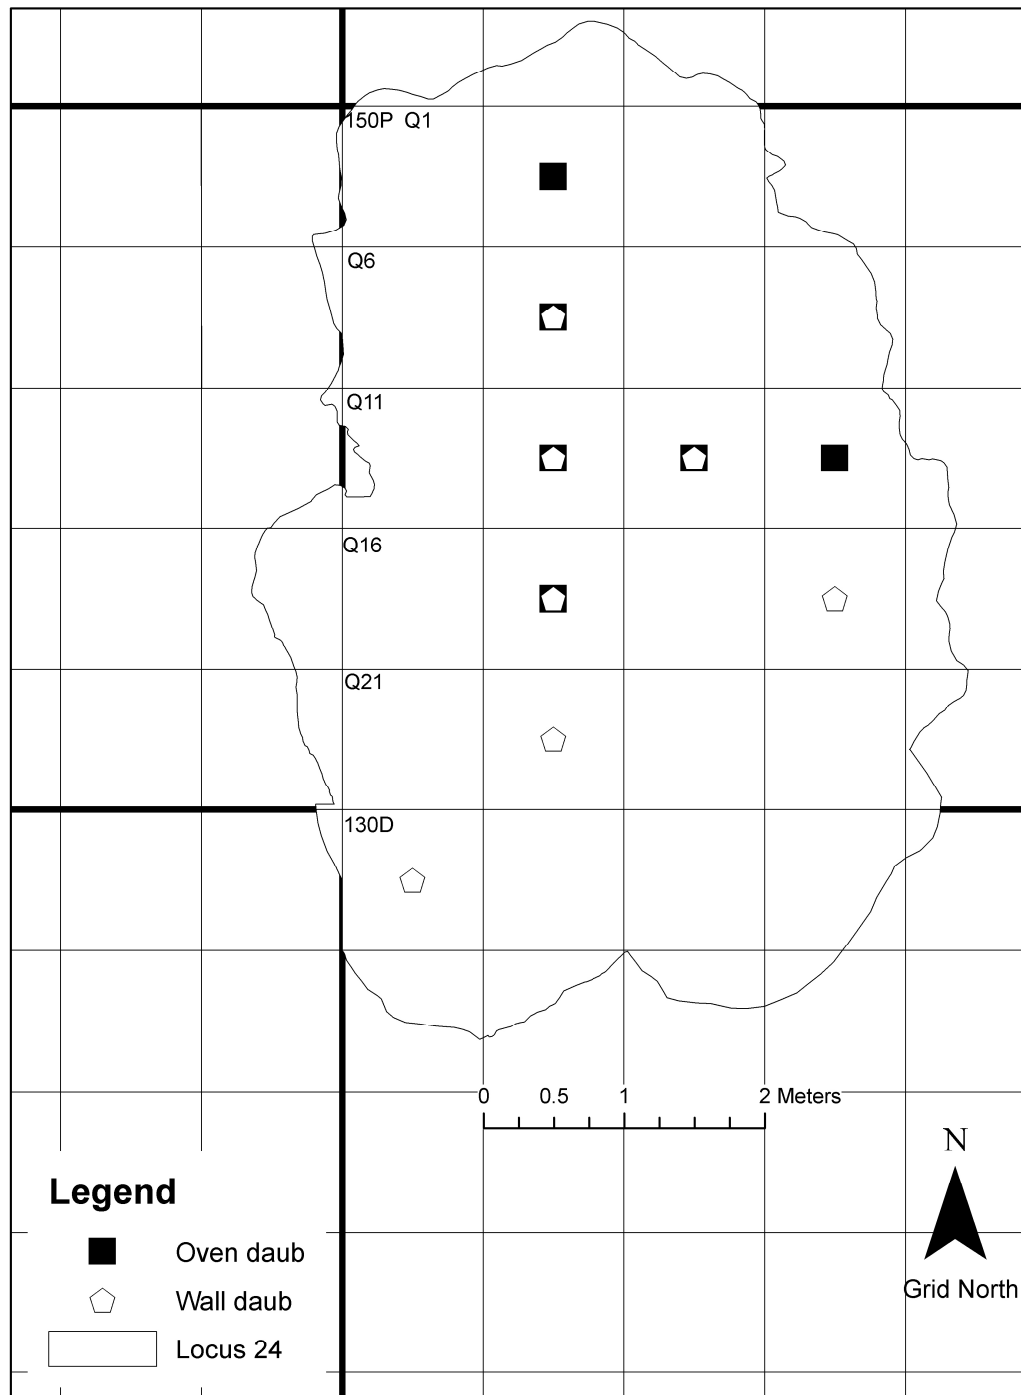 150P Q1
Q6
Q11
Q16
Q21
130D
0 0.5 1 2 Meters
N
Grid North
Legend
Oven daub
Wall daub
Locus 24